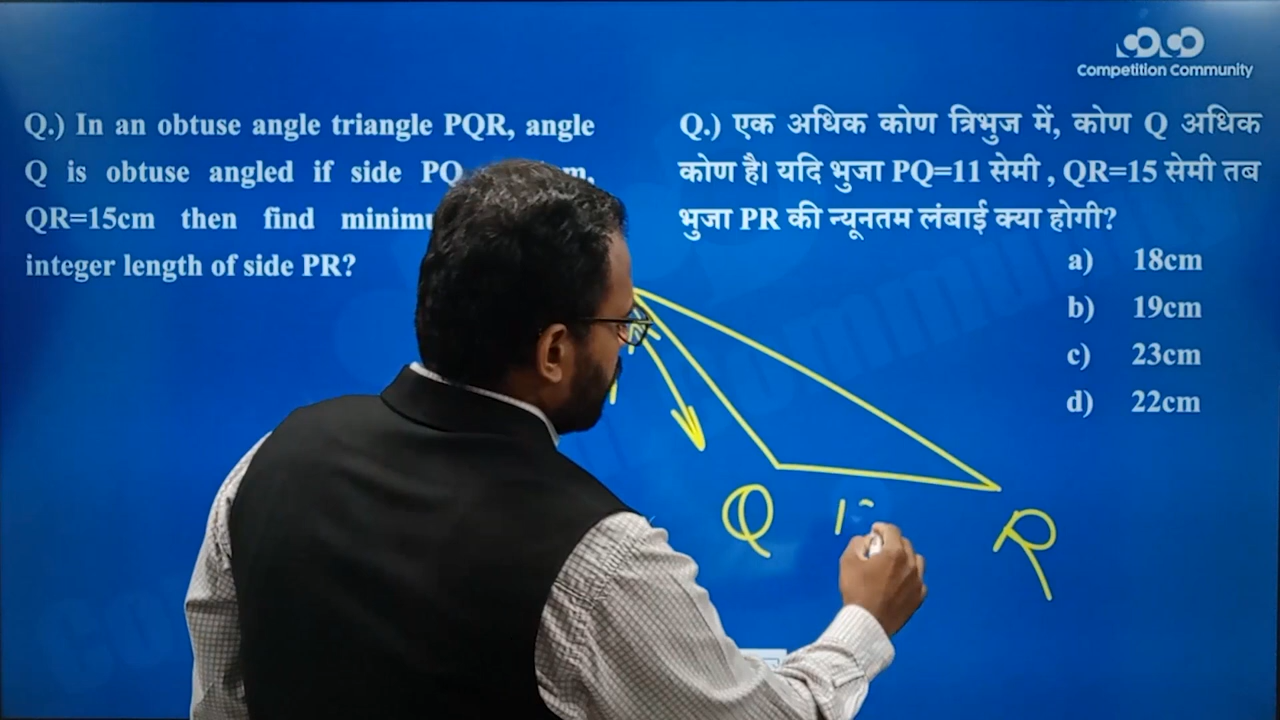 Competition Community
Q.) In an obtuse angle triangle PQR, angle
Q is obtuse angled if side PQ
QR=15cm then find
integer length of side PR?
Q.) एक अधिक कोण त्रिभुज में, कोण Q अधिक
कोण है। यदि भुजा PQ=11 सेमी , QR=15 सेमी तब
भुजा PR की न्यूनतम लंबाई क्या होगी?
a) 18cm
b) 19cm
c) 23cm
d) 22cm
Q
R